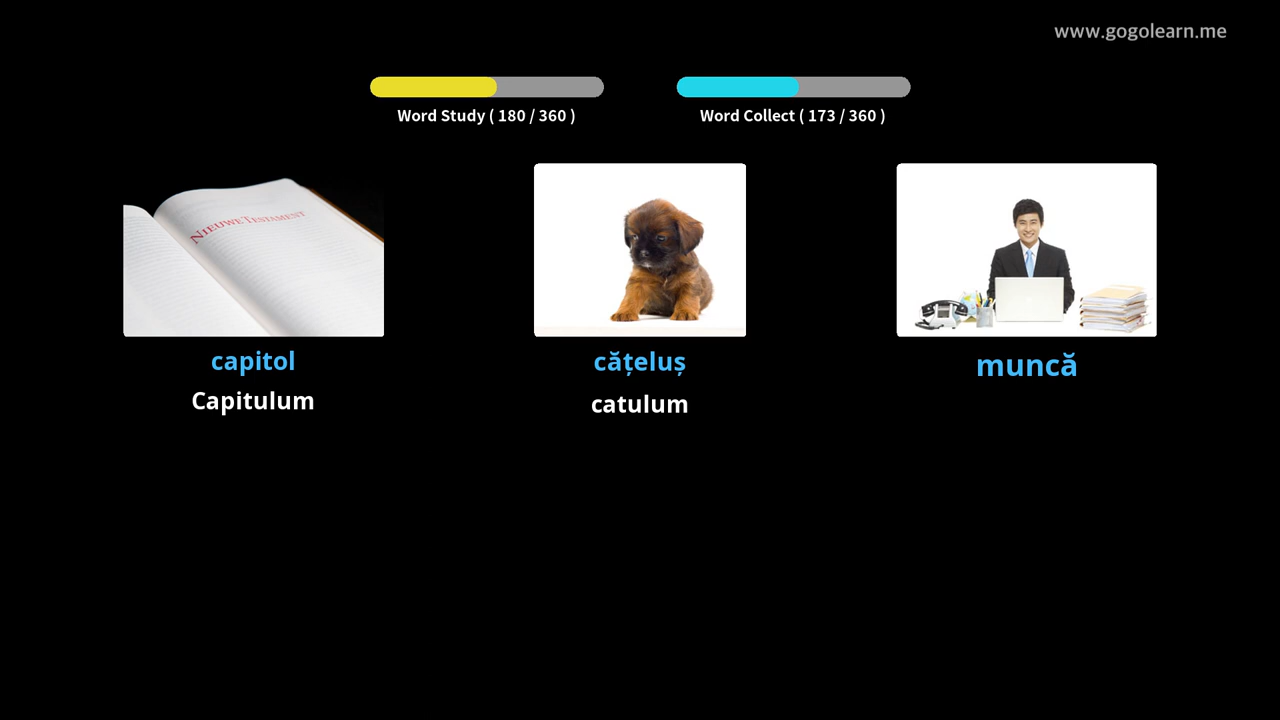 www.gogolearn.me
Word Study ( 180 / 360 )
Word Collect ( 173 / 360 )
NIEUWE TESTAMENT
capitol
Capitulum
cățeluș
catulum
muncă